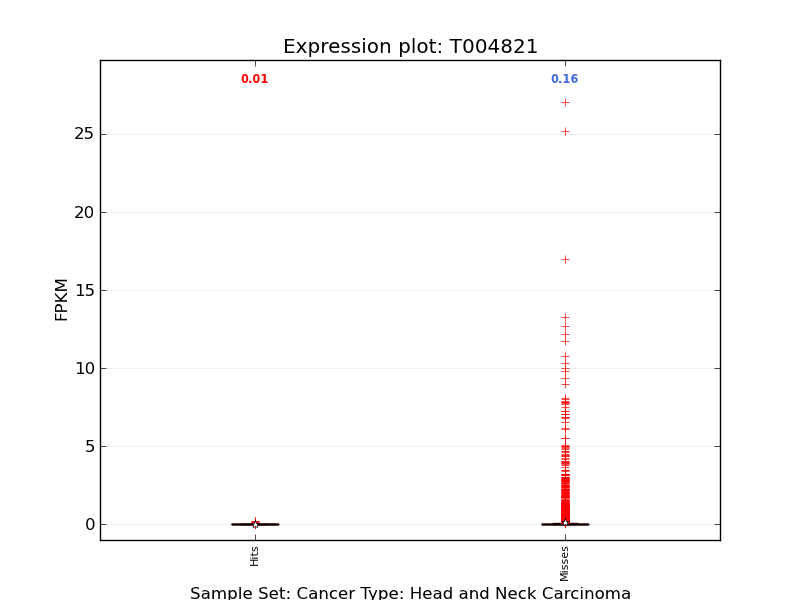 Expression plot: T004821
0.01
0.16
25
20
15
10
5
0
FPKM
Hits
Misses
Sample Set: Cancer Type: Head and Neck Carcinoma